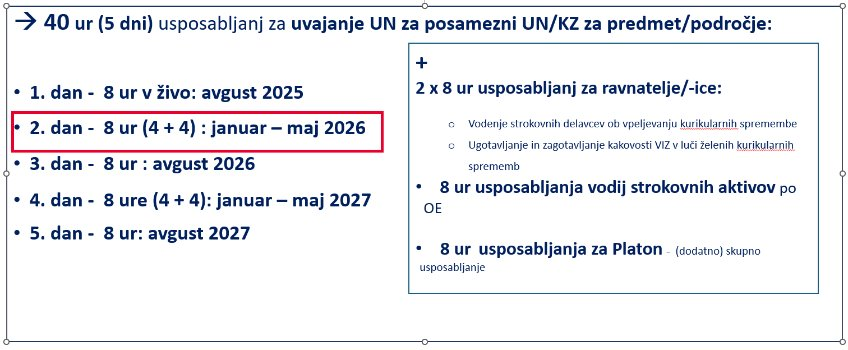 → 40 ur (5 dni) usposabljanj za uvajanje UN za posamezni UN/KZ za predmet/področje:
• 1. dan - 8 ur v živo: avgust 2025
• 2. dan - 8 ur (4 + 4) : januar – maj 2026
• 3. dan - 8 ur : avgust 2026
• 4. dan - 8 ure (4 + 4): januar – maj 2027
• 5. dan - 8 ur: avgust 2027
+
2 x 8 ur usposabljanj za ravnatelje/-ice:
o Vodenje strokovnih delavcev ob vpeljevanju kurikularnih spremembe
o Ugotavljanje in zagotavljanje kakovosti VIZ v luči želenih kurikularnih
sprememb
• 8 ur usposabljanja vodij strokovnih aktivov po
OE
• 8 ur usposabljanja za Platon - (dodatno) skupno
usposabljanje